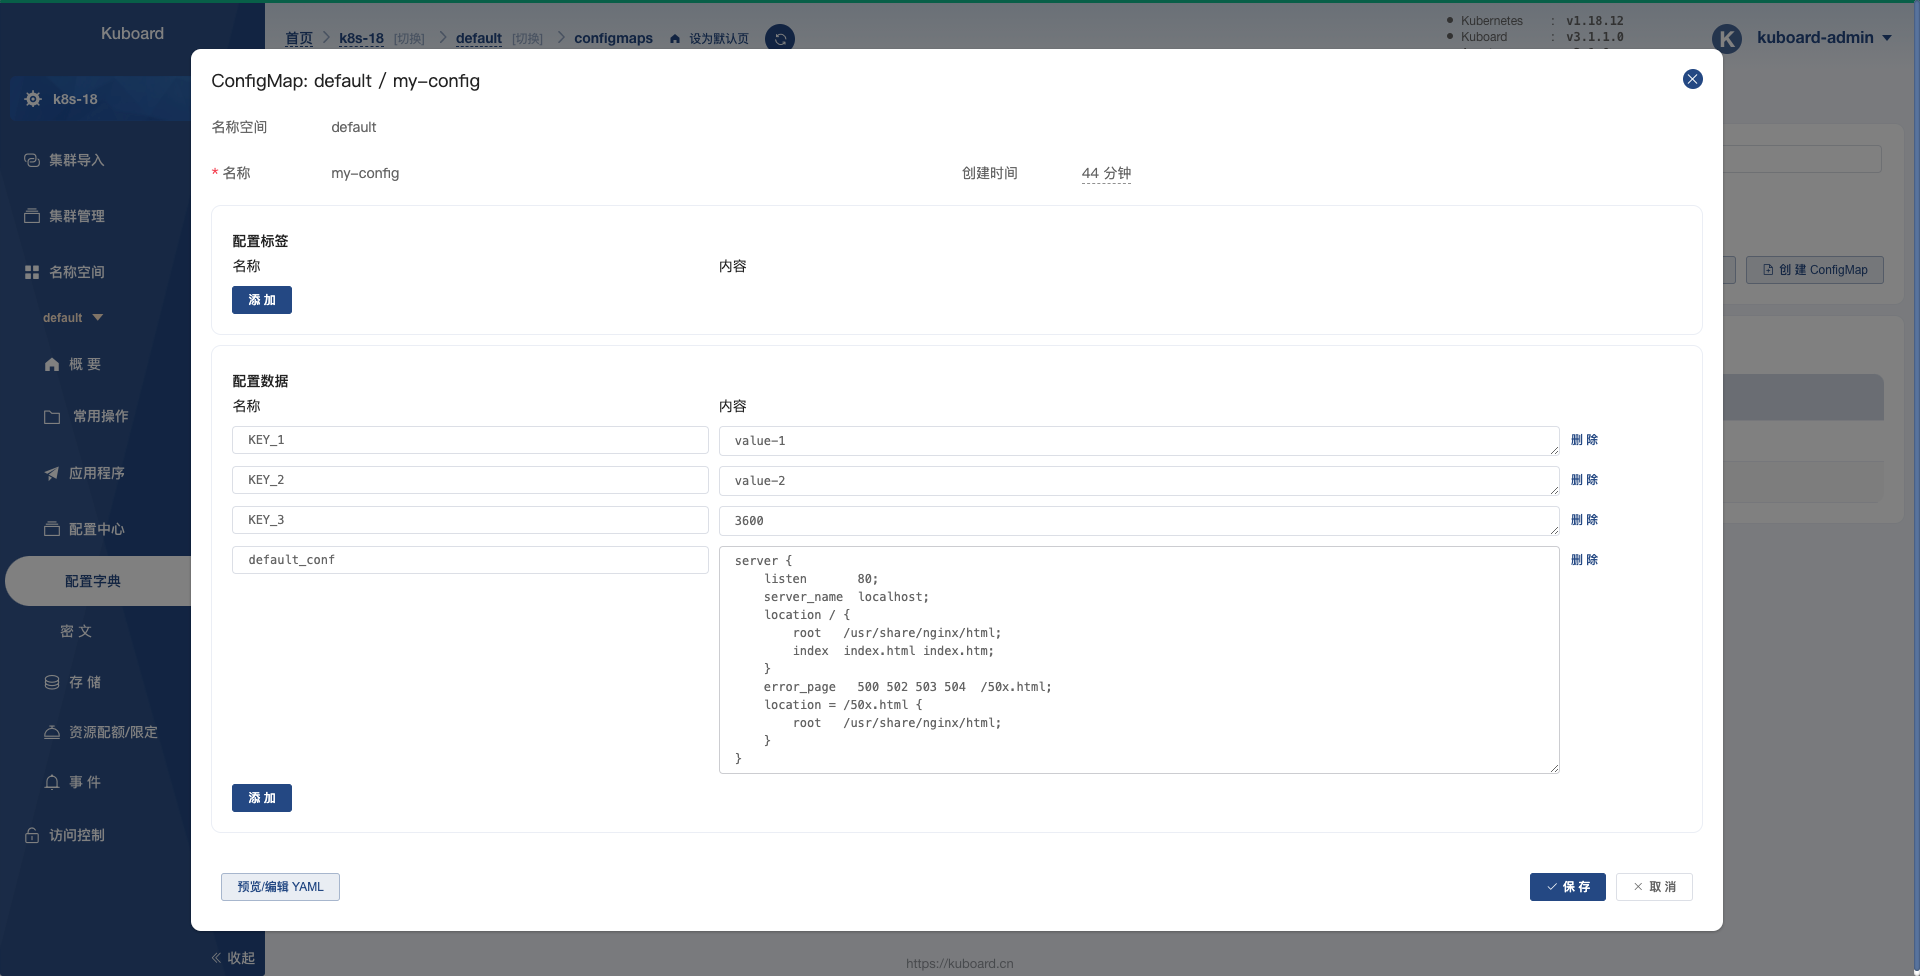 Kuboard
首页 k8s-18 [切换] default [切换] configmaps 设为默认页
Kubernetes : v1.18.12
Kuboard : v3.1.1.0
K kuboard-admin
k8s-18
集群导入
集群管理
名称空间
default
概 要
常用操作
应用程序
配置中心
配置字典
密 文
存 储
资源配额/限定
事 件
访问控制
收起
创 建 ConfigMap
ConfigMap: default / my-config
名称空间 default
* 名称 my-config 创建时间 44 分钟
配置标签
名称 内容
添 加
配置数据
名称 内容
KEY_1 value-1 删 除
KEY_2 value-2 删 除
KEY_3 3600 删 除
default_conf server { 删 除
listen       80;
server_name  localhost;
location / {
root   /usr/share/nginx/html;
index  index.html index.htm;
}
error_page   500 502 503 504  /50x.html;
location = /50x.html {
root   /usr/share/nginx/html;
}
}
添 加
预览/编辑 YAML
保 存 取 消
https://kuboard.cn